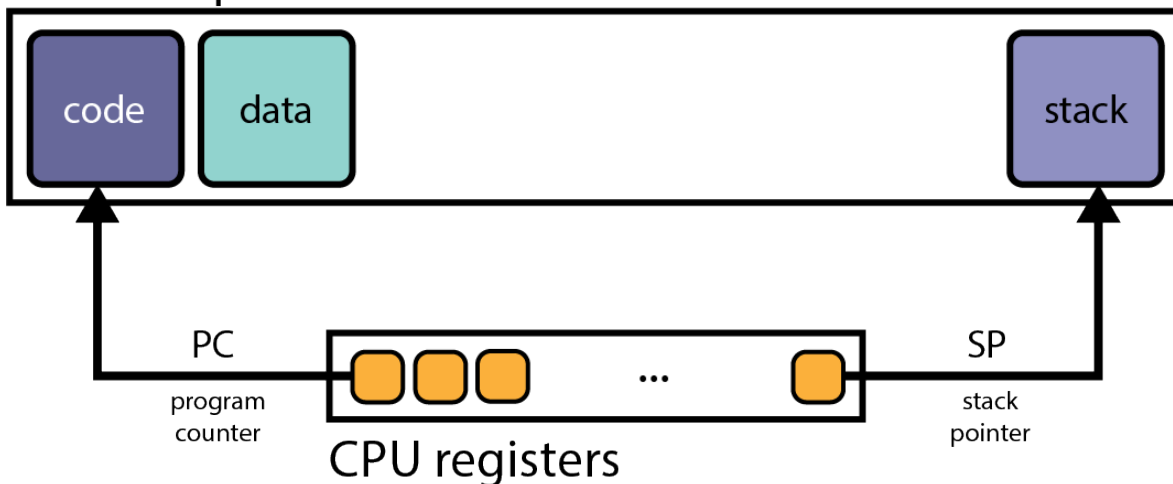 code
data
stack
PC
program
counter
...
SP
stack
pointer
CPU registers